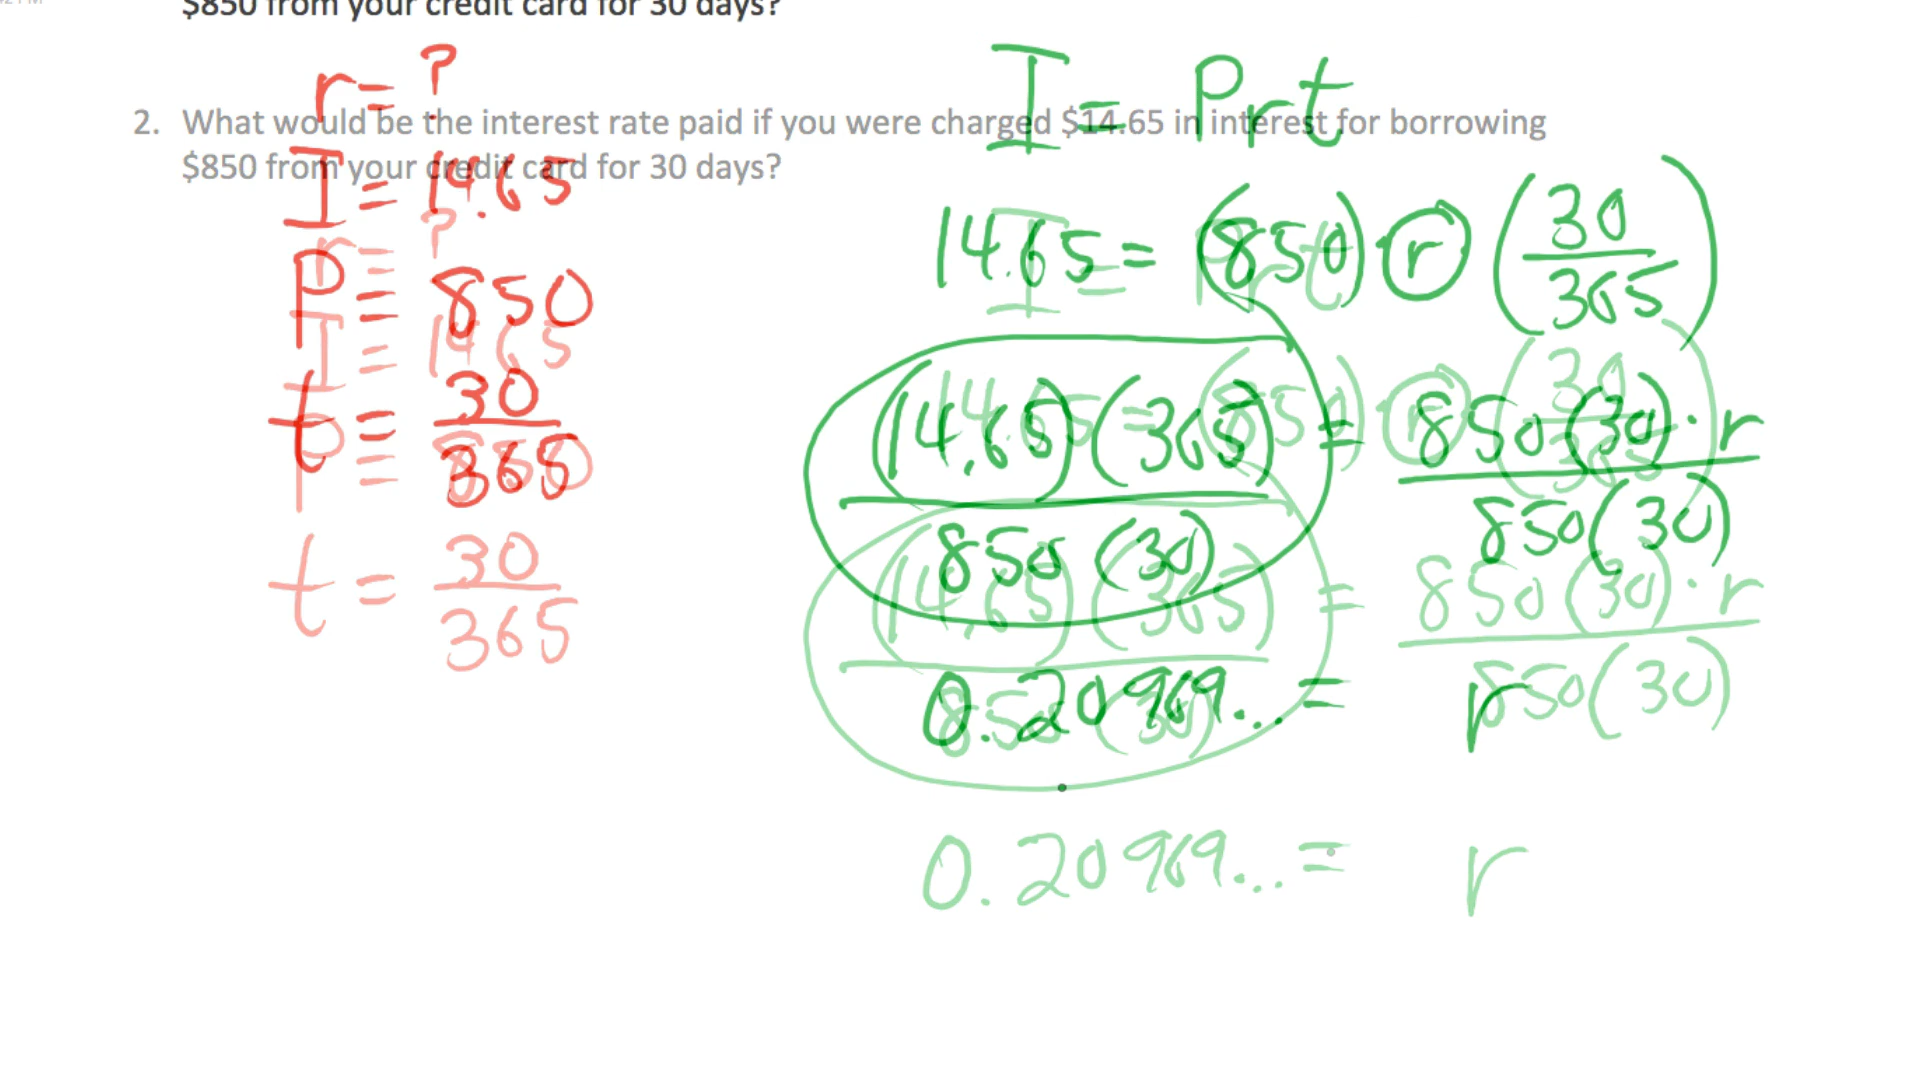 $850 from your credit card for 30 days?
r = ?
I = Prt
2. What would be the interest rate paid if you were charged $14.65 in interest for borrowing
$850 from your credit card for 30 days?
I = 14.65
14.65 = (850) r (30/365)
P = 850
t = 30/365
(14.65)(365) / 850(30) = 850(30)·r / 850(30)
0.20969... = r
t = 30/365
0.20969... = r